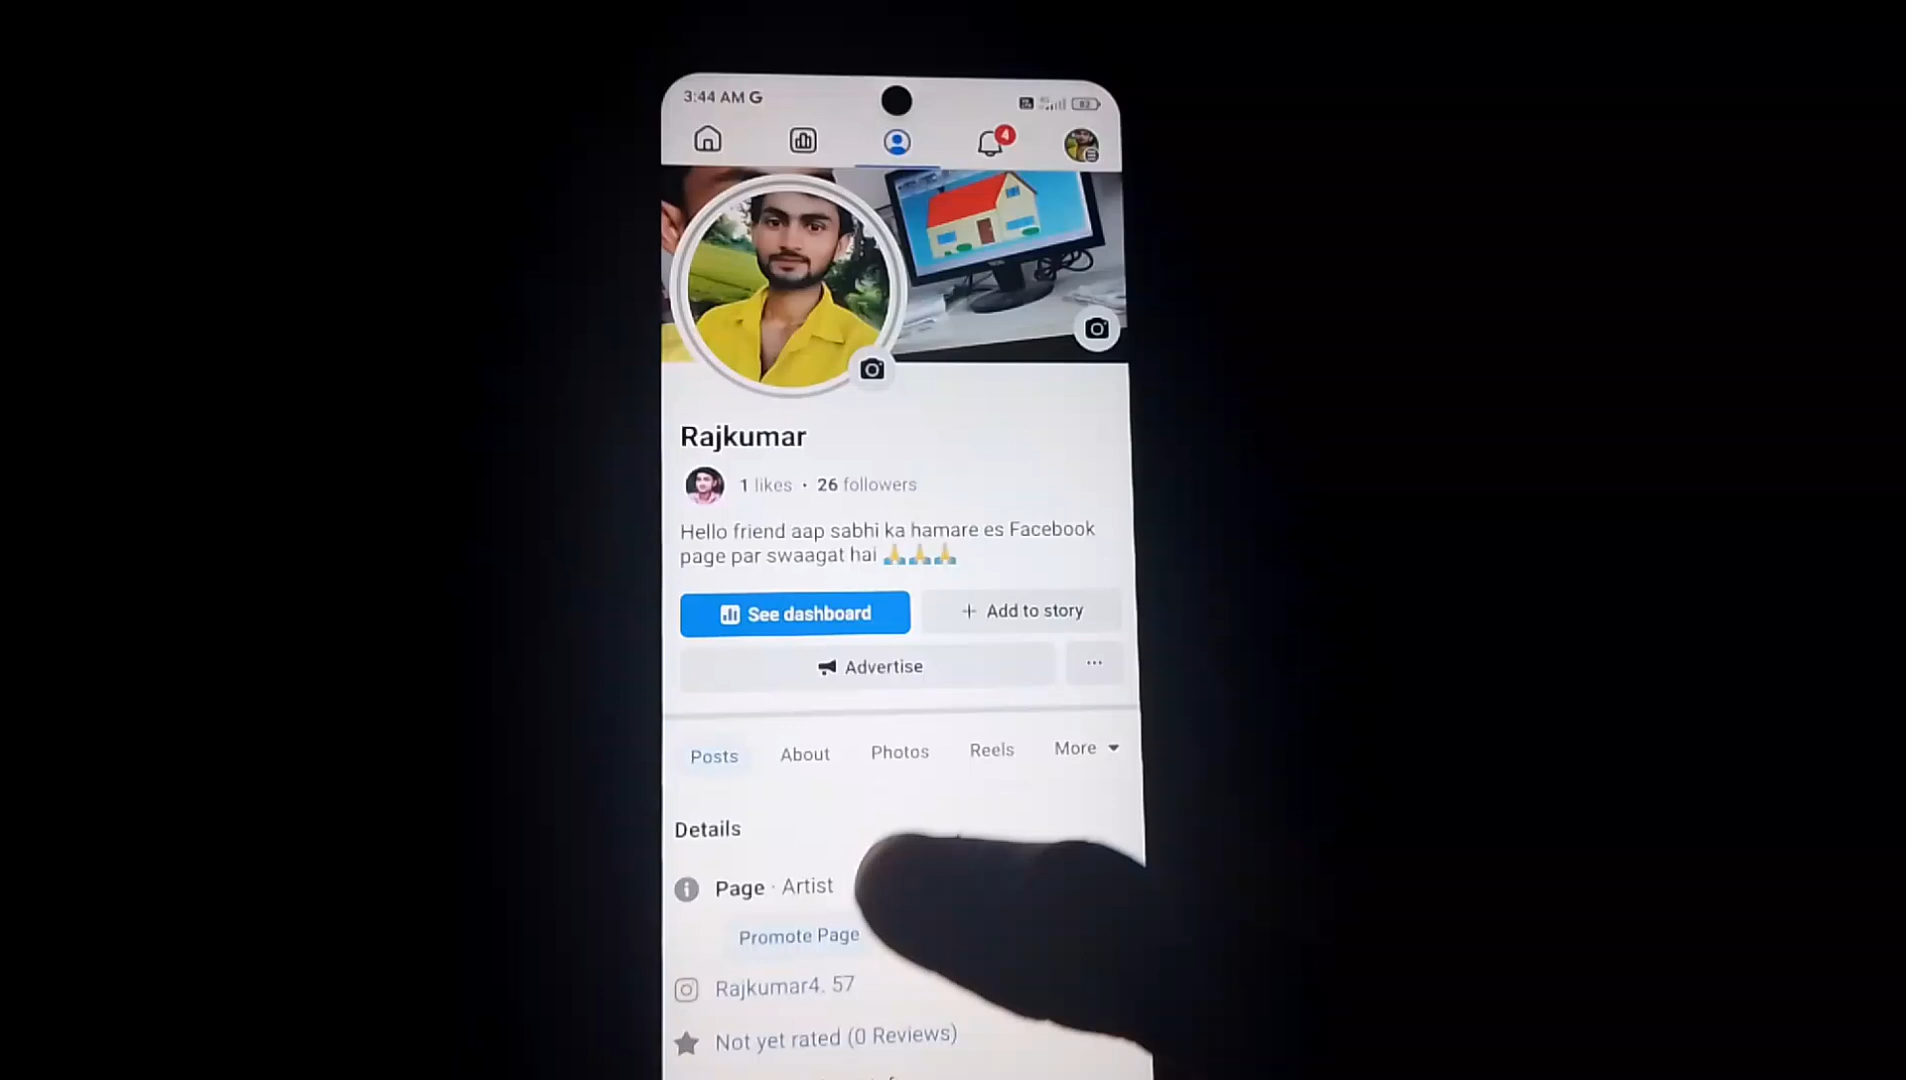 3:44 AM G
4
82
Rajkumar
1 likes · 26 followers
Hello friend aap sabhi ka hamare es Facebook
page par swaagat hai 🙏🙏🙏
See dashboard
+ Add to story
Advertise
...
Posts
About
Photos
Reels
More
Details
Page · Artist
Promote Page
Rajkumar4. 57
Not yet rated (0 Reviews)